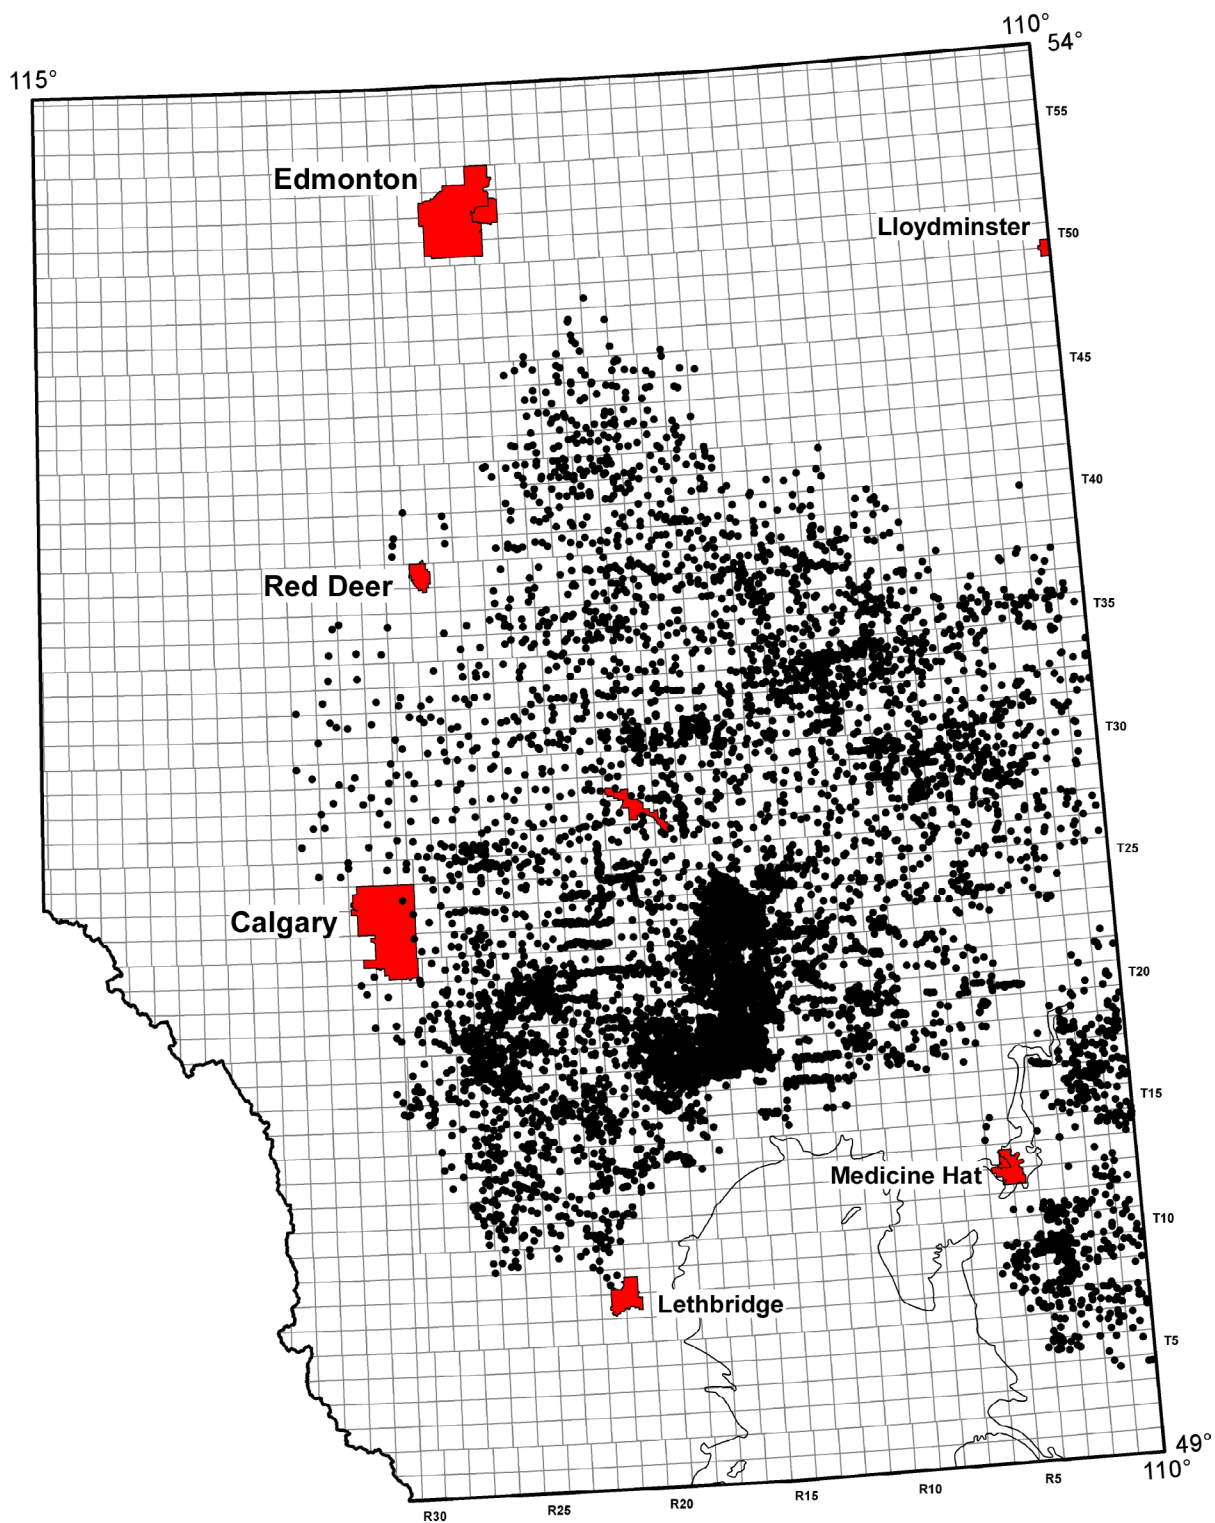 110°
54°
115°
T55
Edmonton
Lloydminster
T50
T45
T40
Red Deer
T35
T30
T25
Calgary
T20
T15
Medicine Hat
T10
Lethbridge
T5
49°
110°
R5
R10
R15
R20
R25
R30